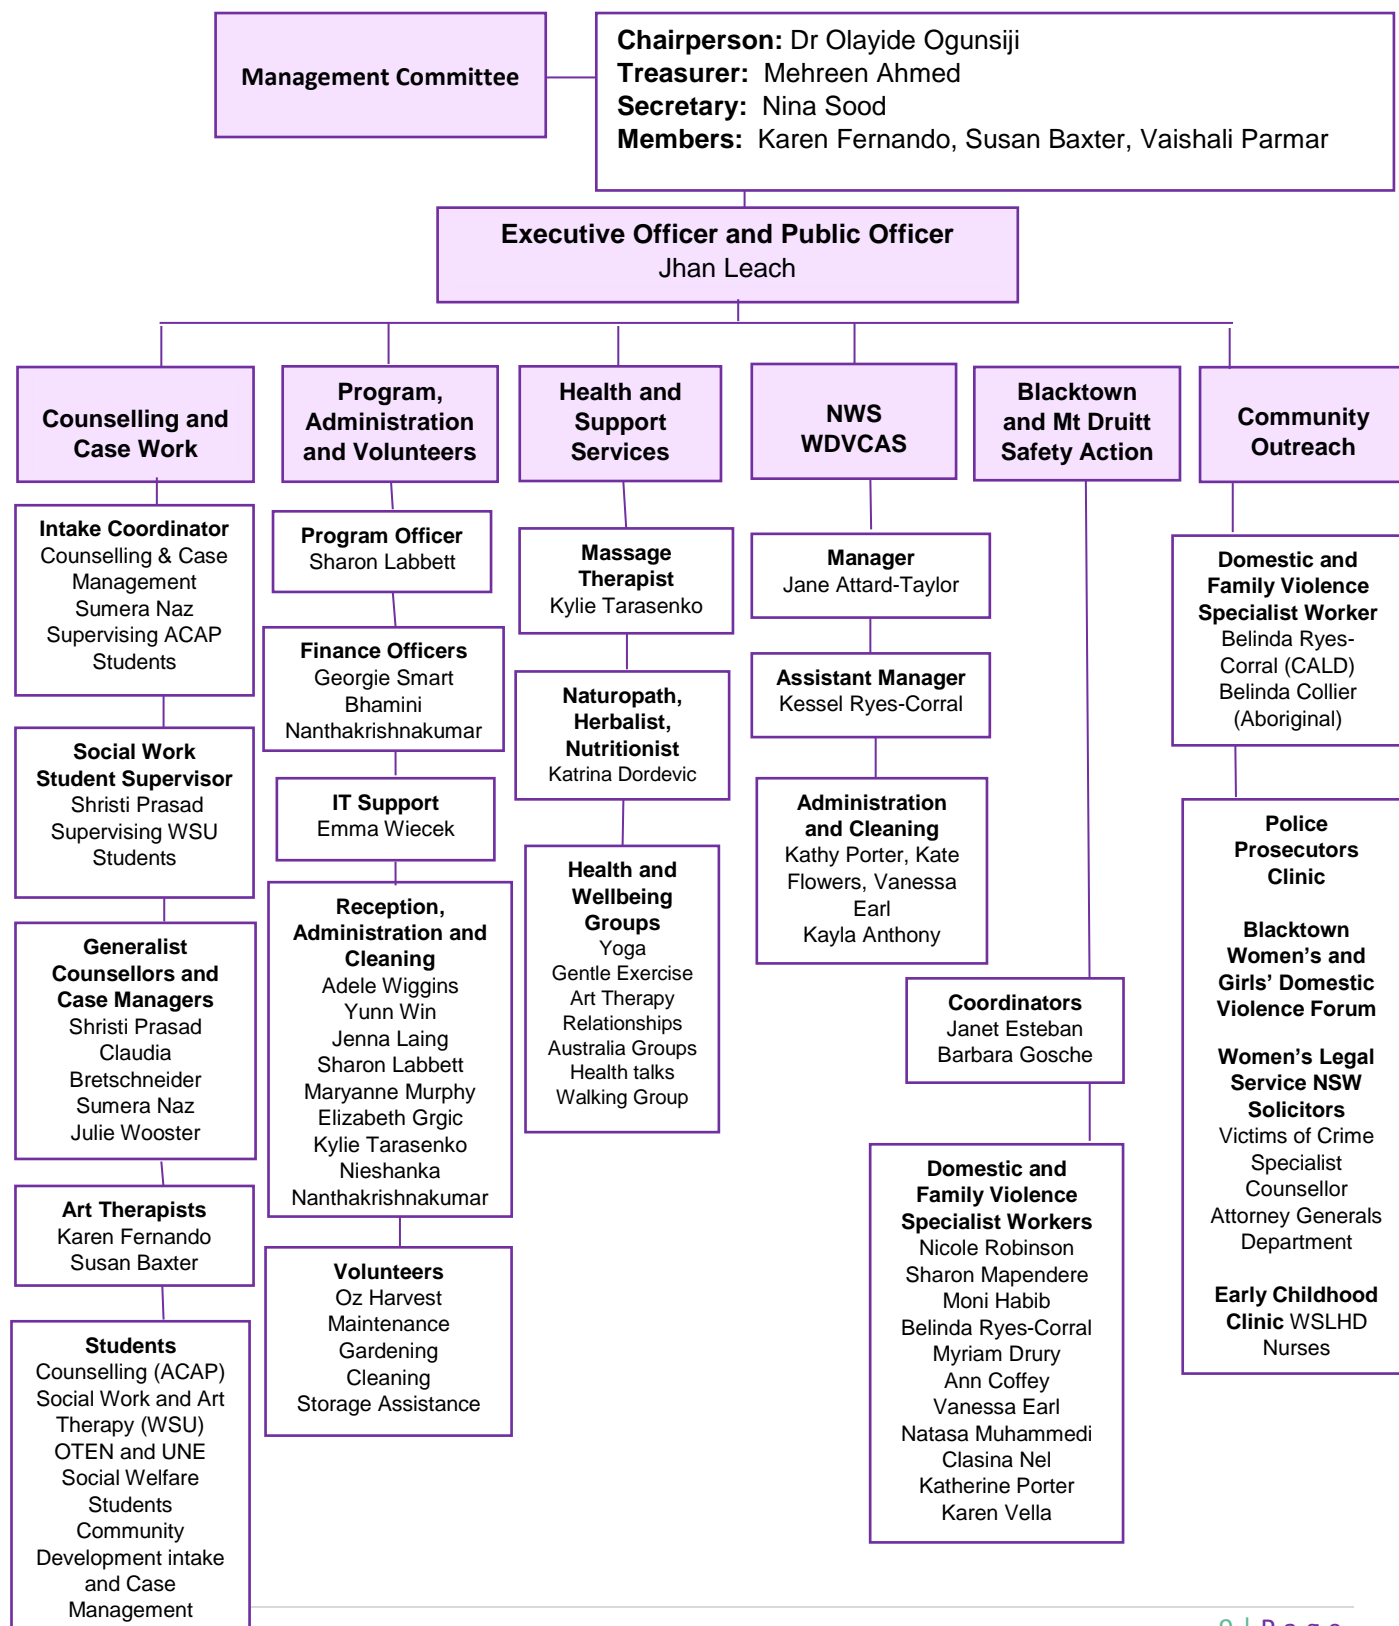 Management Committee
Chairperson: Dr Olayide Ogunsiji
Treasurer: Mehreen Ahmed
Secretary: Nina Sood
Members: Karen Fernando, Susan Baxter, Vaishali Parmar
Executive Officer and Public Officer
Jhan Leach
Counselling and
Case Work
Intake Coordinator
Counselling & Case
Management
Sumera Naz
Supervising ACAP
Students
Social Work
Student Supervisor
Shristi Prasad
Supervising WSU
Students
Generalist
Counsellors and
Case Managers
Shristi Prasad
Claudia
Bretschneider
Sumera Naz
Julie Wooster
Art Therapists
Karen Fernando
Susan Baxter
Students
Counselling (ACAP)
Social Work and Art
Therapy (WSU)
OTEN and UNE
Social Welfare
Students
Community
Development intake
and Case
Management
Program,
Administration
and Volunteers
Program Officer
Sharon Labbett
Finance Officers
Georgie Smart
Bhamini
Nanthakrishnakumar
IT Support
Emma Wiecek
Reception,
Administration and
Cleaning
Adele Wiggins
Yunn Win
Jenna Laing
Sharon Labbett
Maryanne Murphy
Elizabeth Grgic
Kylie Tarasenko
Nieshanka
Nanthakrishnakumar
Volunteers
Oz Harvest
Maintenance
Gardening
Cleaning
Storage Assistance
Health and
Support
Services
Massage
Therapist
Kylie Tarasenko
Naturopath,
Herbalist,
Nutritionist
Katrina Dordevic
Health and
Wellbeing
Groups
Yoga
Gentle Exercise
Art Therapy
Relationships
Australia Groups
Health talks
Walking Group
NWS
WDVCAS
Manager
Jane Attard-Taylor
Assistant Manager
Kessel Ryes-Corral
Administration
and Cleaning
Kathy Porter, Kate
Flowers, Vanessa
Earl
Kayla Anthony
Blacktown
and Mt Druitt
Safety Action
Coordinators
Janet Esteban
Barbara Gosche
Domestic and
Family Violence
Specialist Workers
Nicole Robinson
Sharon Mapendere
Moni Habib
Belinda Ryes-Corral
Myriam Drury
Ann Coffey
Vanessa Earl
Natasa Muhammedi
Clasina Nel
Katherine Porter
Karen Vella
Community
Outreach
Domestic and
Family Violence
Specialist Worker
Belinda Ryes-
Corral (CALD)
Belinda Collier
(Aboriginal)
Police
Prosecutors
Clinic
Blacktown
Women’s and
Girls’ Domestic
Violence Forum
Women’s Legal
Service NSW
Solicitors
Victims of Crime
Specialist
Counsellor
Attorney Generals
Department
Early Childhood
Clinic WSLHD
Nurses
| Page